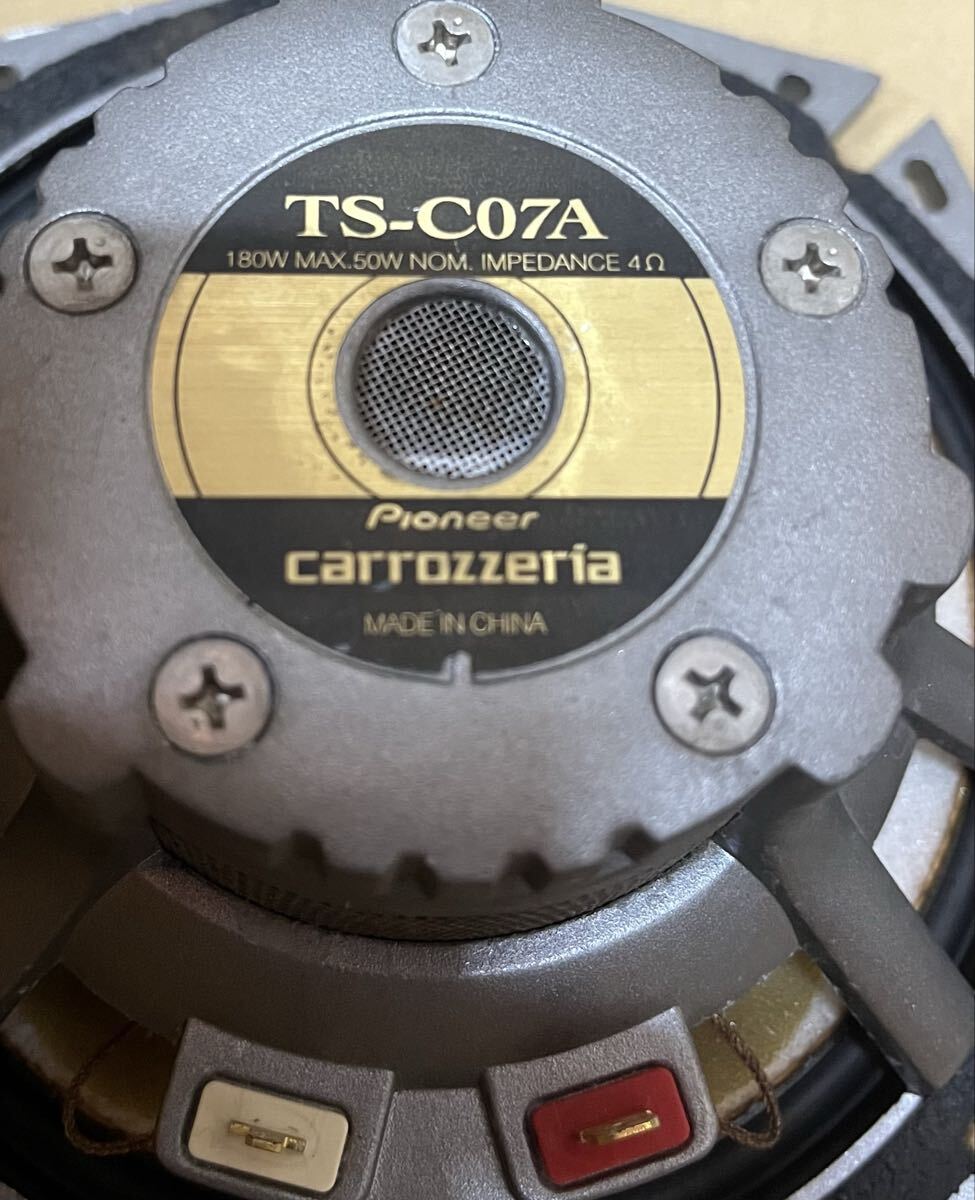 TS-C07A
180W MAX.50W NOM. IMPEDANCE 4Ω
Pioneer
carrozzeria
MADE IN CHINA